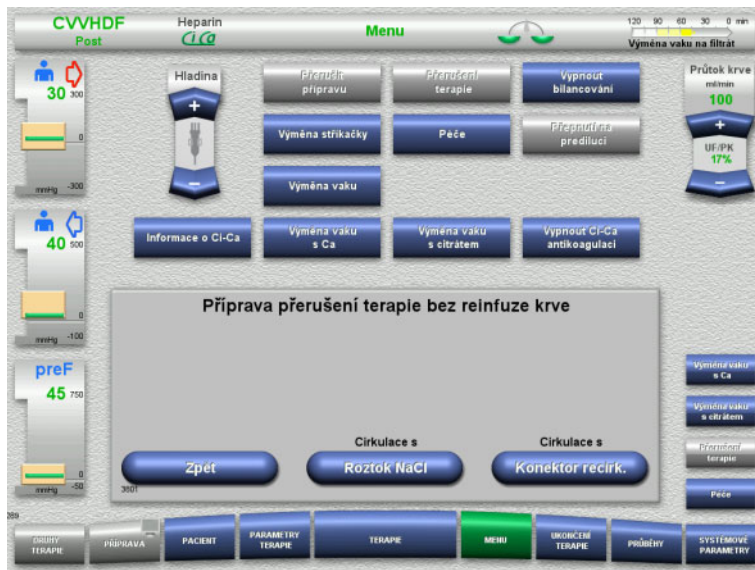 CVVHDF
Post
Heparin
CiCa
Menu
120 90 60 30 0 min
Výměna vaku na filtrát
30 300
0
mmHg -300
40 500
0
mmHg -100
preF
45 750
0
mmHg -50
Hladina
+
−
Přerušit
přípravu
Přerušení
terapie
Vypnout
bilancování
Výměna stříkačky
Péče
Přepnutí na
prediluci
Výměna vaku
Informace o Ci-Ca
Výměna vaku
s Ca
Výměna vaku
s citrátem
Vypnout Ci-Ca
antikoagulaci
Průtok krve
ml/min
100
+
UF/PK
17%
−
Příprava přerušení terapie bez reinfuze krve
Cirkulace s
Cirkulace s
Zpět
Roztok NaCl
Konektor recirk.
3801
Výměna vaku
s Ca
Výměna vaku
s citrátem
Přerušení
terapie
Péče
289
DRUHY
TERAPIE
PŘÍPRAVA
PACIENT
PARAMETRY
TERAPIE
TERAPIE
MENU
UKONČENÍ
TERAPIE
PRŮBĚHY
SYSTÉMOVÉ
PARAMETRY